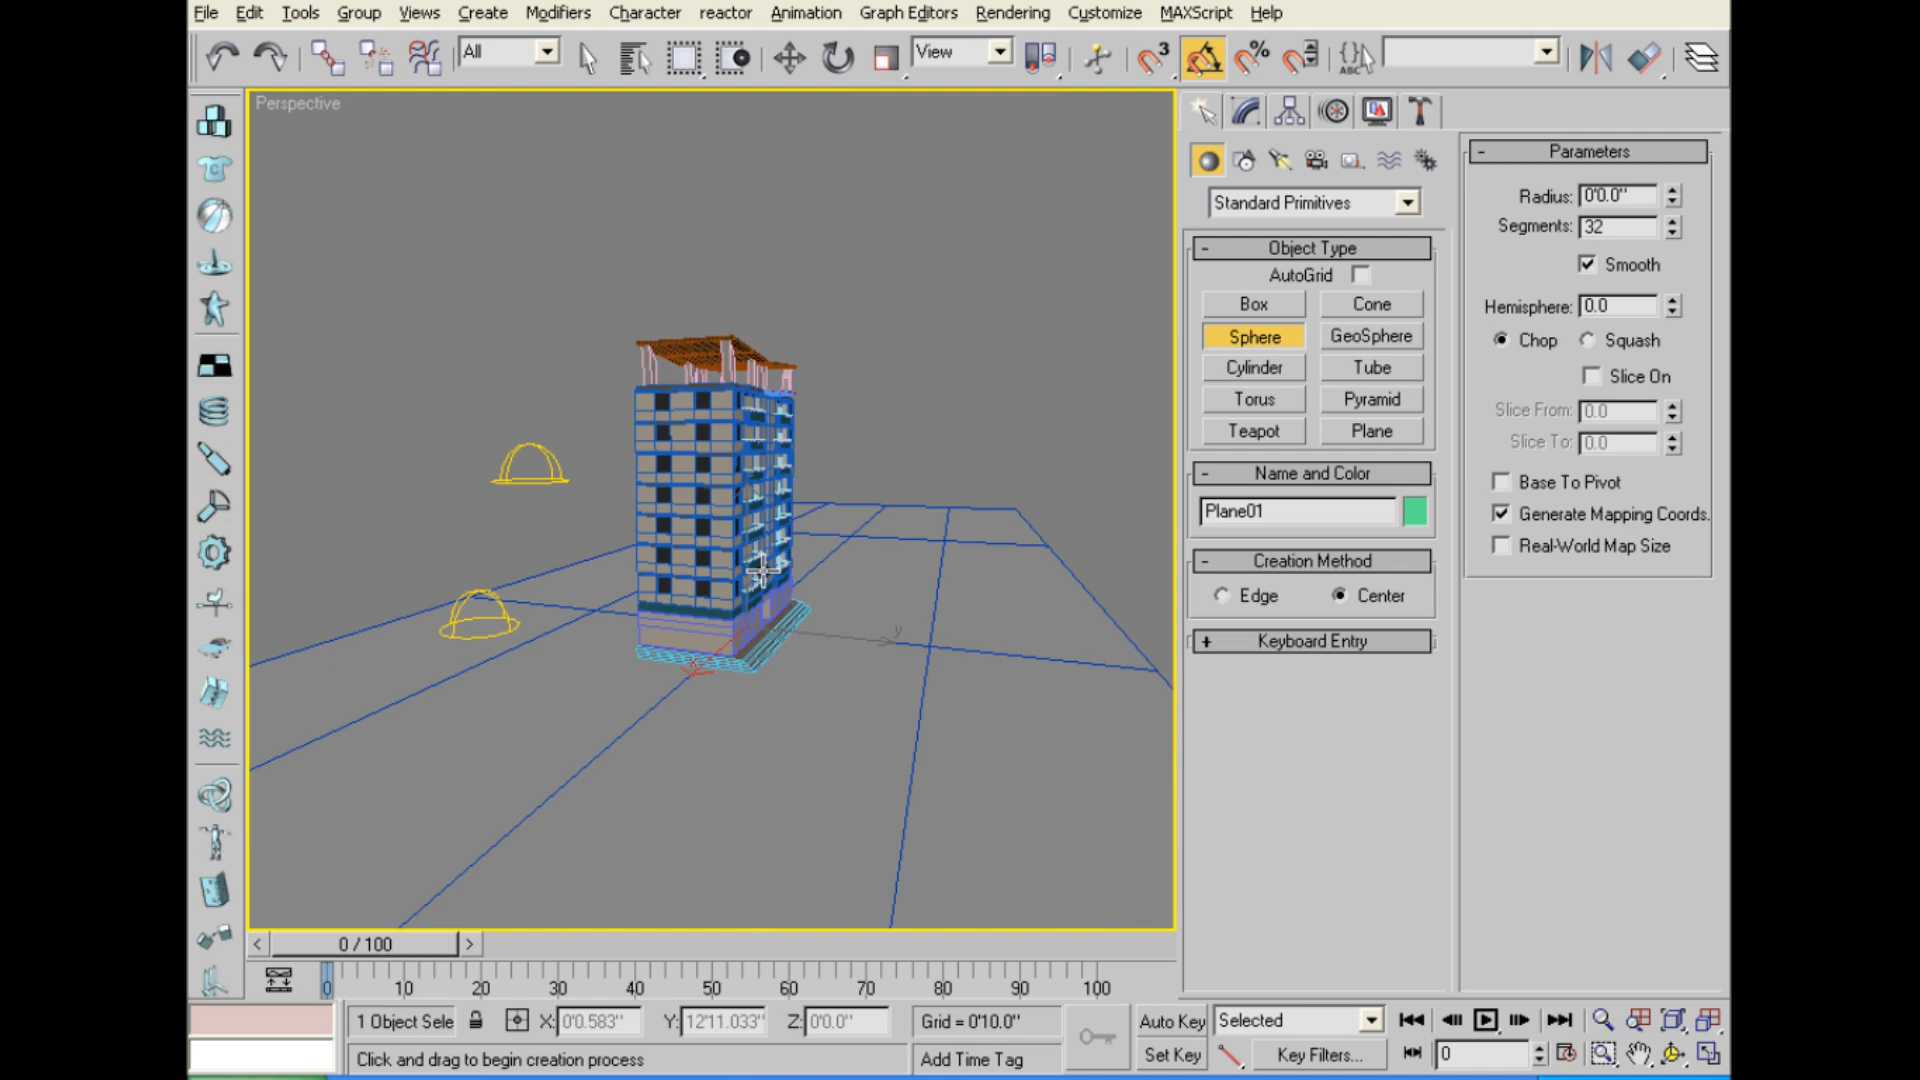 File Edit Tools Group Views Create Modifiers Character reactor Animation Graph Editors Rendering Customize MAXScript Help
All View 3 % ABC
Perspective
Standard Primitives
- Object Type
AutoGrid
Box Cone
Sphere GeoSphere
Cylinder Tube
Torus Pyramid
Teapot Plane
- Name and Color
Plane01
- Creation Method
Edge Center
+ Keyboard Entry
- Parameters
Radius: 0'0.0"
Segments: 32
Smooth
Hemisphere: 0.0
Chop Squash
Slice On
Slice From: 0.0
Slice To: 0.0
Base To Pivot
Generate Mapping Coords.
Real-World Map Size
y
x
< 0 / 100 >
0 10 20 30 40 50 60 70 80 90 100
1 Object Sele X: 0'0.583" Y: 12'11.033" Z: 0'0.0" Grid = 0'10.0" Auto Key Selected
Click and drag to begin creation process Add Time Tag Set Key Key Filters... 0